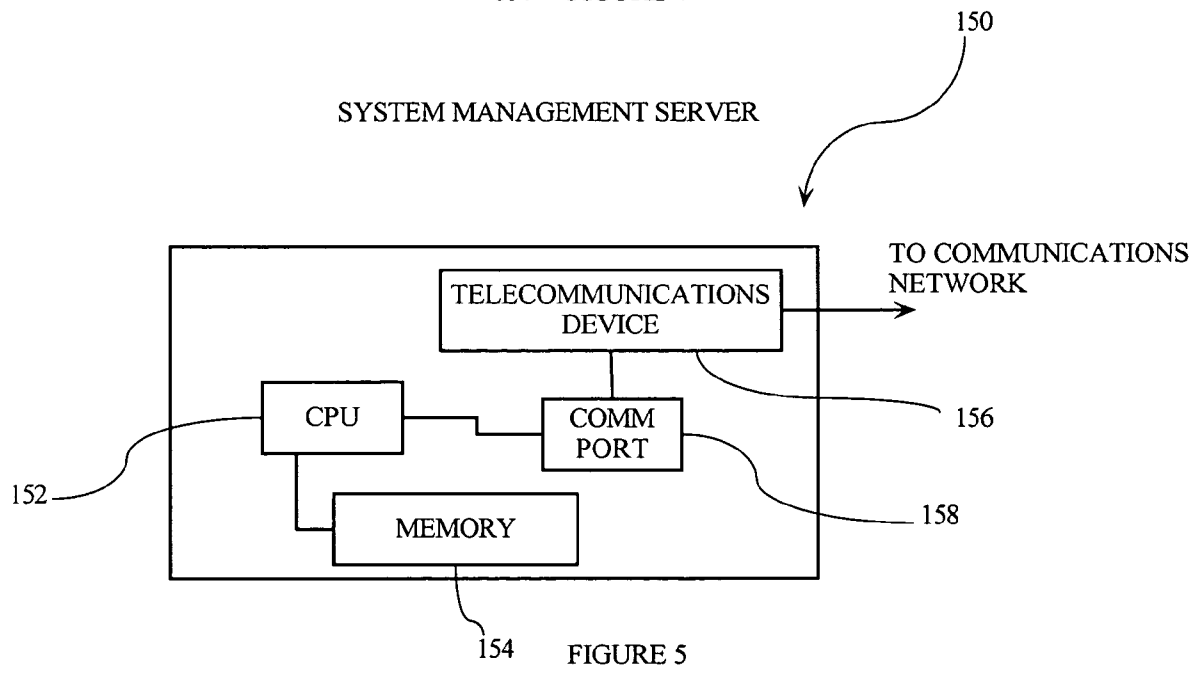 150
SYSTEM MANAGEMENT SERVER
TO COMMUNICATIONS
NETWORK
TELECOMMUNICATIONS
DEVICE
CPU
COMM
PORT
156
152
MEMORY
158
154
FIGURE 5